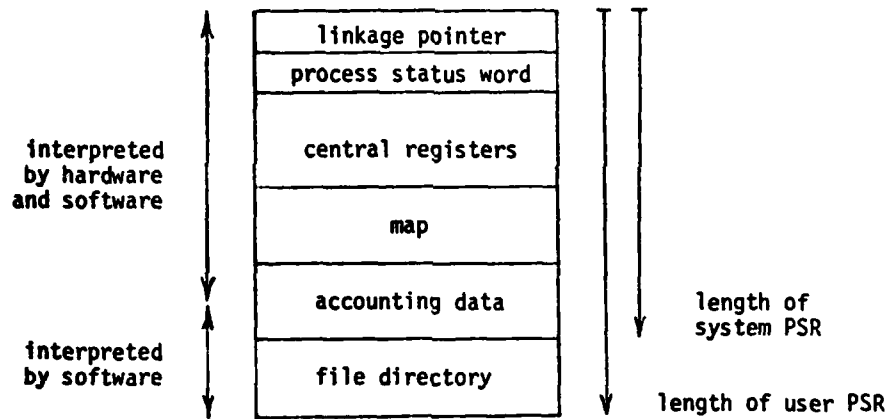 linkage pointer
process status word
central registers
map
accounting data
file directory
interpreted
by hardware
and software
interpreted
by software
length of
system PSR
length of user PSR